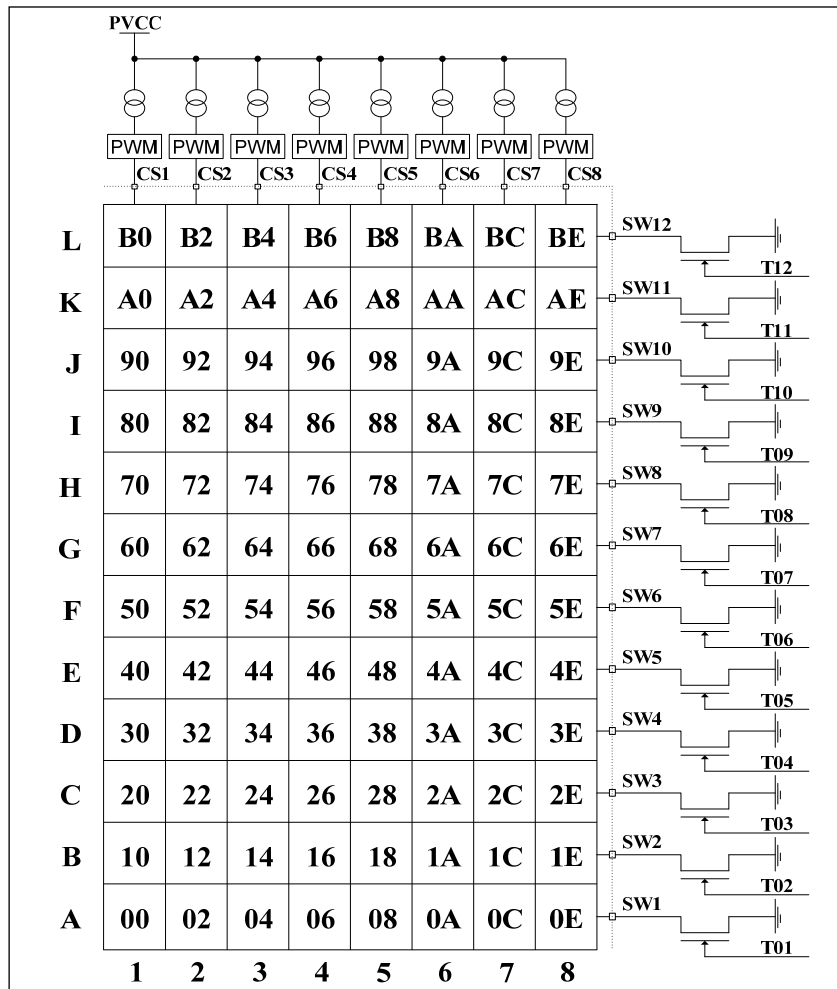 PVCC
PWM PWM PWM PWM PWM PWM PWM PWM
CS1 CS2 CS3 CS4 CS5 CS6 CS7 CS8
L B0 B2 B4 B6 B8 BA BC BE SW12 T12
K A0 A2 A4 A6 A8 AA AC AE SW11 T11
J 90 92 94 96 98 9A 9C 9E SW10 T10
I 80 82 84 86 88 8A 8C 8E SW9 T09
H 70 72 74 76 78 7A 7C 7E SW8 T08
G 60 62 64 66 68 6A 6C 6E SW7 T07
F 50 52 54 56 58 5A 5C 5E SW6 T06
E 40 42 44 46 48 4A 4C 4E SW5 T05
D 30 32 34 36 38 3A 3C 3E SW4 T04
C 20 22 24 26 28 2A 2C 2E SW3 T03
B 10 12 14 16 18 1A 1C 1E SW2 T02
A 00 02 04 06 08 0A 0C 0E SW1 T01
1 2 3 4 5 6 7 8